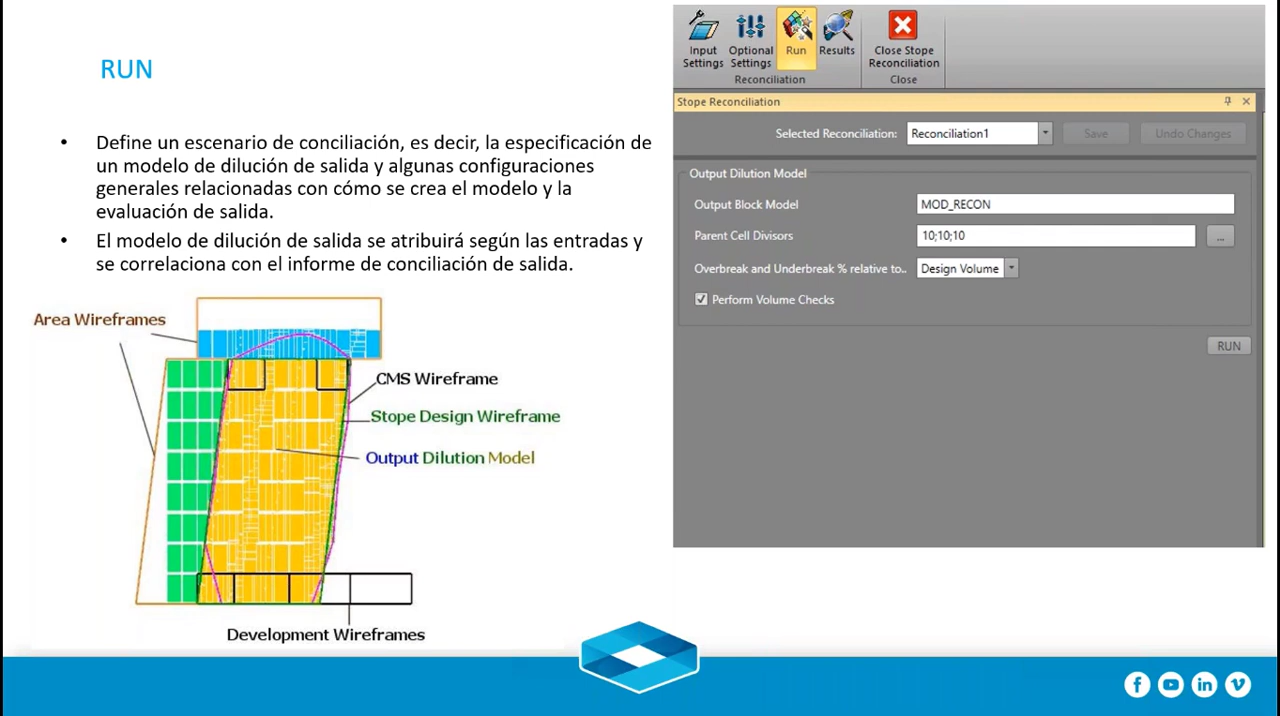 RUN
• Define un escenario de conciliación, es decir, la especificación de
un modelo de dilución de salida y algunas configuraciones
generales relacionadas con cómo se crea el modelo y la
evaluación de salida.
• El modelo de dilución de salida se atribuirá según las entradas y
se correlaciona con el informe de conciliación de salida.
Area Wireframes
CMS Wireframe
Stope Design Wireframe
Output Dilution Model
Development Wireframes
Input Settings
Optional Settings
Run
Results
Close Stope Reconciliation
Reconciliation
Close
Stope Reconciliation
Selected Reconciliation: Reconciliation1 Save Undo Changes
Output Dilution Model
Output Block Model MOD_RECON
Parent Cell Divisors 10;10;10 ...
Overbreak and Underbreak % relative to.. Design Volume
Perform Volume Checks
RUN